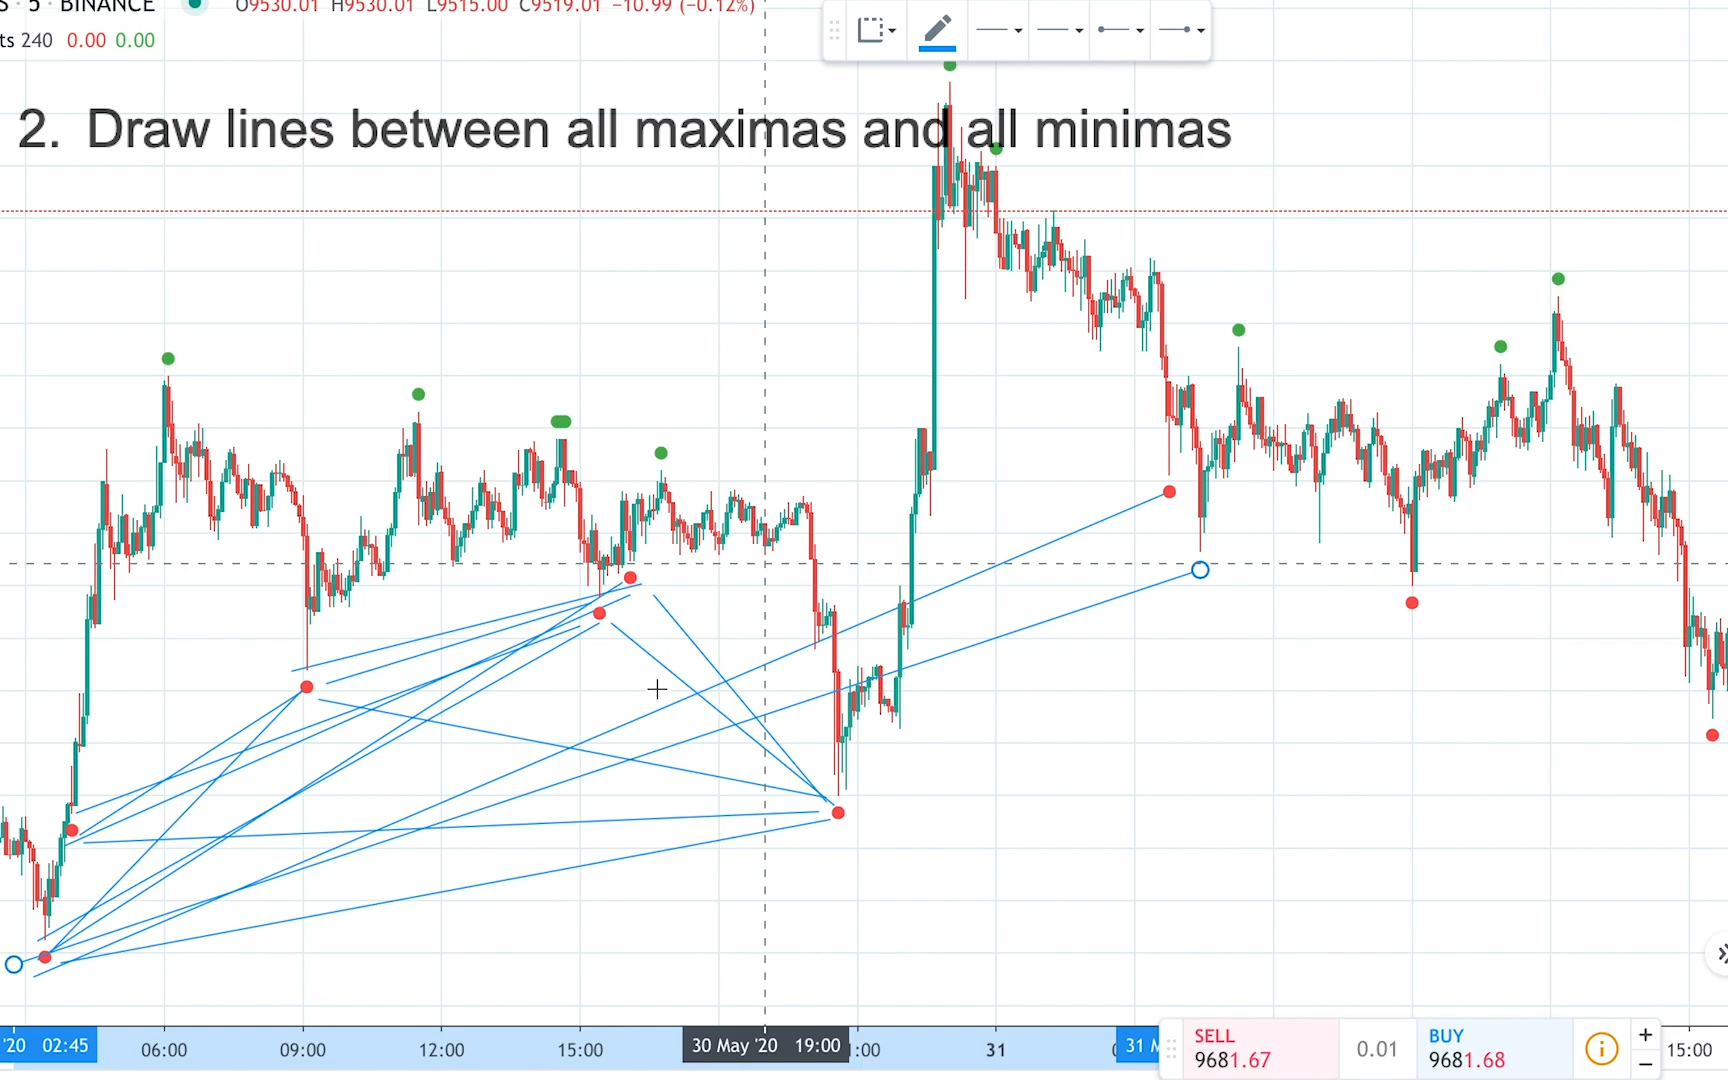 S · 5 · BINANCE O9530.01 H9530.01 L9515.00 C9519.01 −10.99 (−0.12%)
ts 240 0.00 0.00
2. Draw lines between all maximas and all minimas
'20 02:45 06:00 09:00 12:00 15:00 30 May '20 19:00 :00 31 31 M 15:00
SELL
9681.67
0.01
BUY
9681.68
+
−